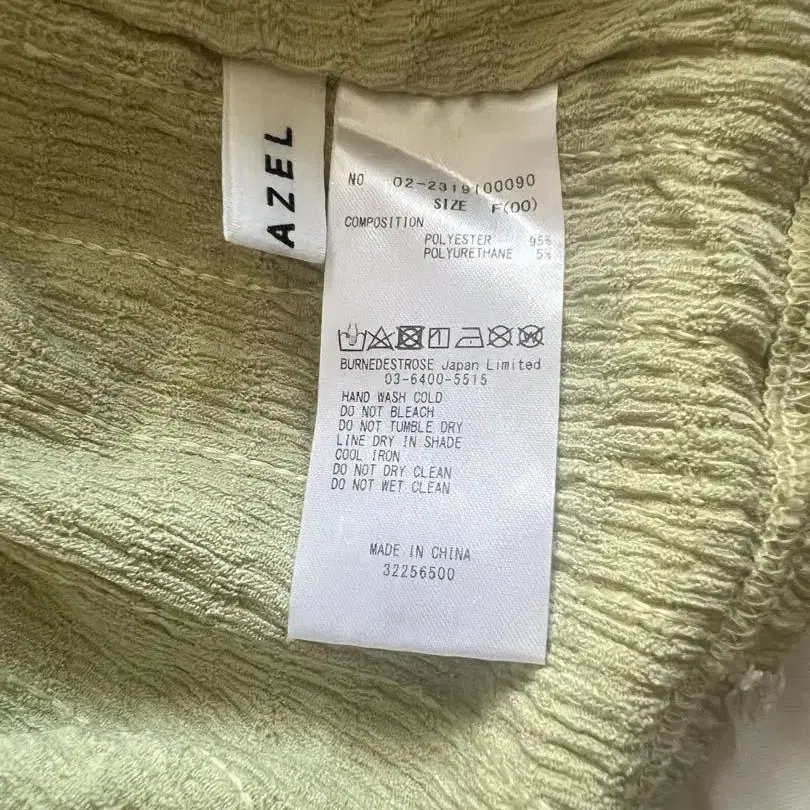 AZEL
NO 02-2319100090
SIZE F(00)
COMPOSITION
POLYESTER 95%
POLYURETHANE 5%
BURNEDESTROSE Japan Limited
03-6400-5515
HAND WASH COLD
DO NOT BLEACH
DO NOT TUMBLE DRY
LINE DRY IN SHADE
COOL IRON
DO NOT DRY CLEAN
DO NOT WET CLEAN
MADE IN CHINA
32256500